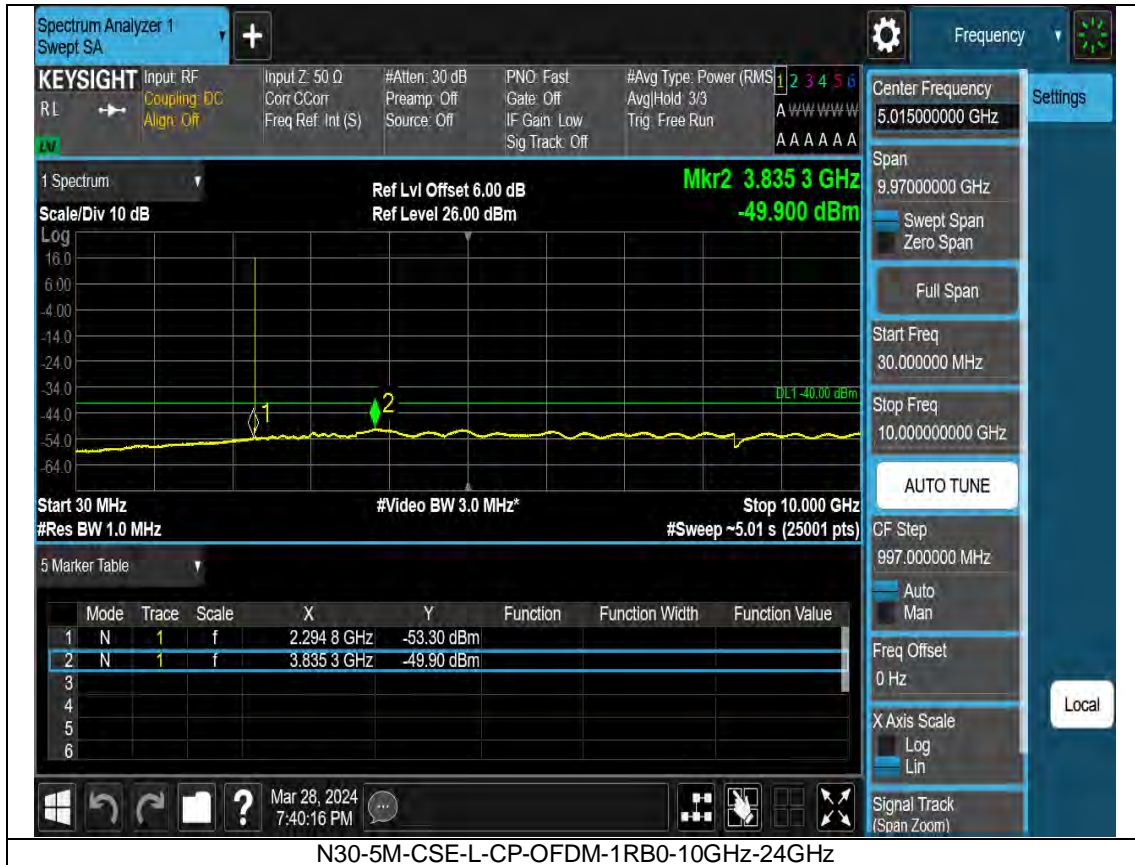 Spectrum Analyzer 1
Swept SA
+
Frequency
KEYSIGHT
Input: RF
Input Z: 50 Ω
#Atten: 30 dB
PNO: Fast
#Avg Type: Power (RMS
1 2 3 4 5 6
RL
Coupling: DC
Corr CCorr
Preamp: Off
Gate: Off
Avg|Hold: 3/3
A W W W W W
Align: Off
Freq Ref: Int (S)
Source: Off
IF Gain: Low
Trig: Free Run
Sig Track: Off
A A A A A A
1 Spectrum
Ref Lvl Offset 6.00 dB
Mkr2 3.835 3 GHz
Scale/Div 10 dB
Ref Level 26.00 dBm
-49.900 dBm
Log
16.0
6.00
-4.00
-14.0
-24.0
-34.0
DL1 -40.00 dBm
-44.0
1
2
-54.0
-64.0
Start 30 MHz
#Video BW 3.0 MHz*
Stop 10.000 GHz
#Res BW 1.0 MHz
#Sweep ~5.01 s (25001 pts)
5 Marker Table
Mode Trace Scale X Y Function Function Width Function Value
1 N 1 f 2.294 8 GHz -53.30 dBm
2 N 1 f 3.835 3 GHz -49.90 dBm
3
4
5
6
?
Mar 28, 2024
7:40:16 PM
Center Frequency
5.015000000 GHz
Settings
Span
9.97000000 GHz
Swept Span
Zero Span
Full Span
Start Freq
30.000000 MHz
Stop Freq
10.000000000 GHz
AUTO TUNE
CF Step
997.000000 MHz
Auto
Man
Freq Offset
0 Hz
Local
X Axis Scale
Log
Lin
Signal Track
(Span Zoom)
N30-5M-CSE-L-CP-OFDM-1RB0-10GHz-24GHz